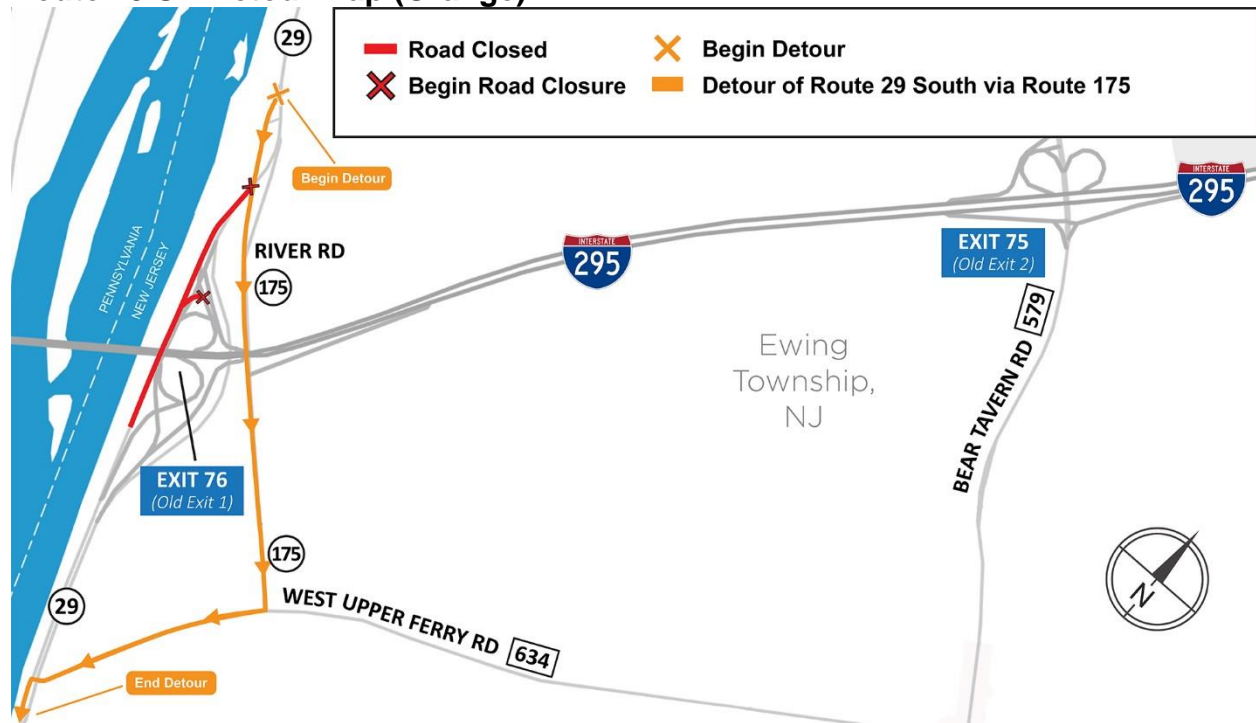 Map (Orange)
Road Closed
Begin Road Closure
Begin Detour
Detour of Route 29 South via Route 175
29
Begin Detour
INTERSTATE
295
RIVER RD
175
PENNSYLVANIA
NEW JERSEY
INTERSTATE
295
EXIT 75
(Old Exit 2)
BEAR TAVERN RD 579
Ewing
Township,
NJ
EXIT 76
(Old Exit 1)
175
29
WEST UPPER FERRY RD 634
End Detour
N